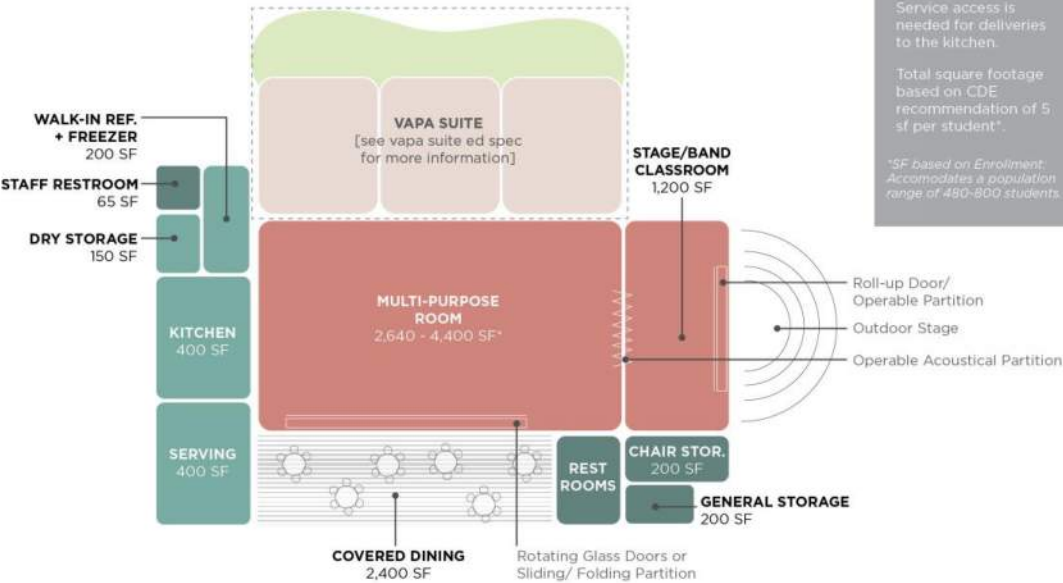 Service access is
needed for deliveries
to the kitchen.
Total square footage
based on CDE
recommendation of 5
sf per student*.
*SF based on Enrollment:
Accomodates a population
range of 480-800 students.
WALK-IN REF.
+ FREEZER
200 SF
STAFF RESTROOM
65 SF
DRY STORAGE
150 SF
VAPA SUITE
[see vapa suite ed spec
for more information]
STAGE/BAND
CLASSROOM
1,200 SF
MULTI-PURPOSE
ROOM
2,640 - 4,400 SF*
Roll-up Door/
Operable Partition
Outdoor Stage
Operable Acoustical Partition
KITCHEN
400 SF
SERVING
400 SF
REST
ROOMS
CHAIR STOR.
200 SF
GENERAL STORAGE
200 SF
COVERED DINING
2,400 SF
Rotating Glass Doors or
Sliding/ Folding Partition